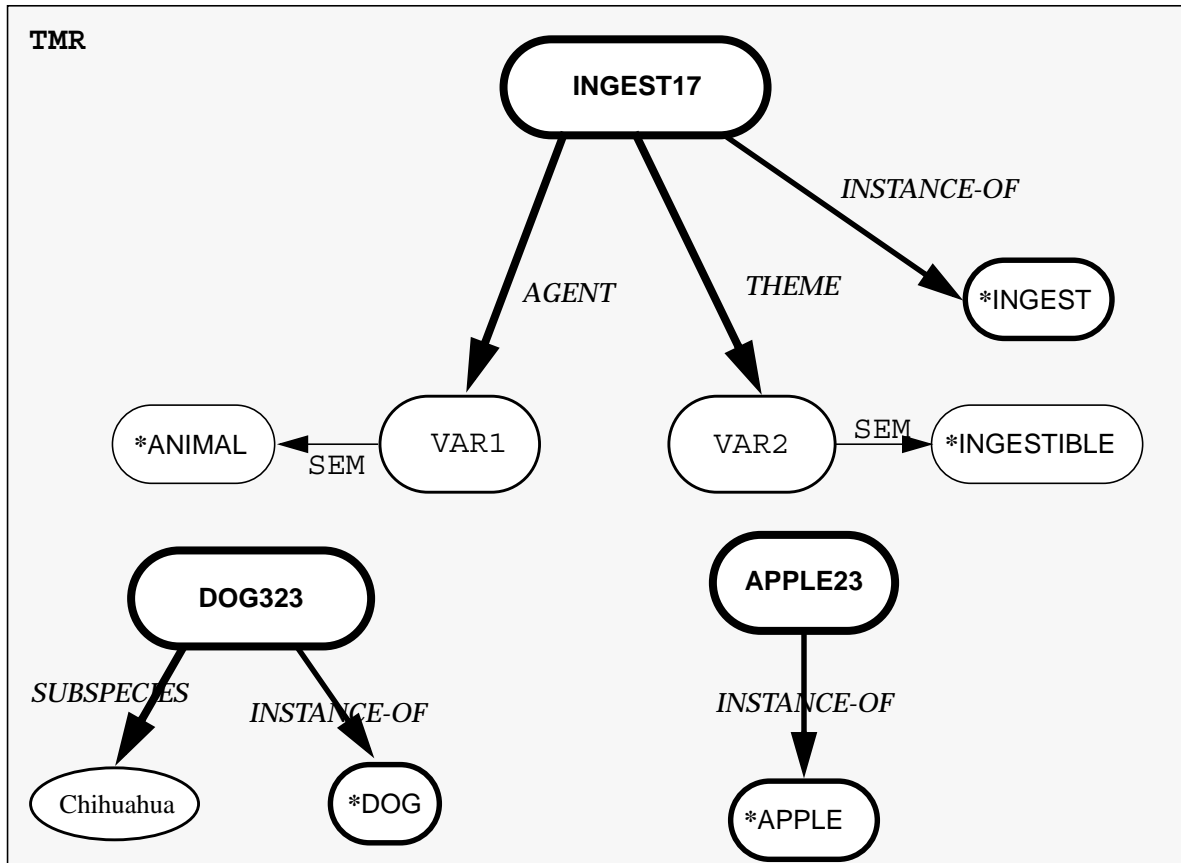 TMR
INGEST17
INSTANCE-OF
AGENT
THEME
*INGEST
*ANIMAL
SEM
VAR1
VAR2
SEM
*INGESTIBLE
DOG323
APPLE23
SUBSPECIES
INSTANCE-OF
INSTANCE-OF
Chihuahua
*DOG
*APPLE